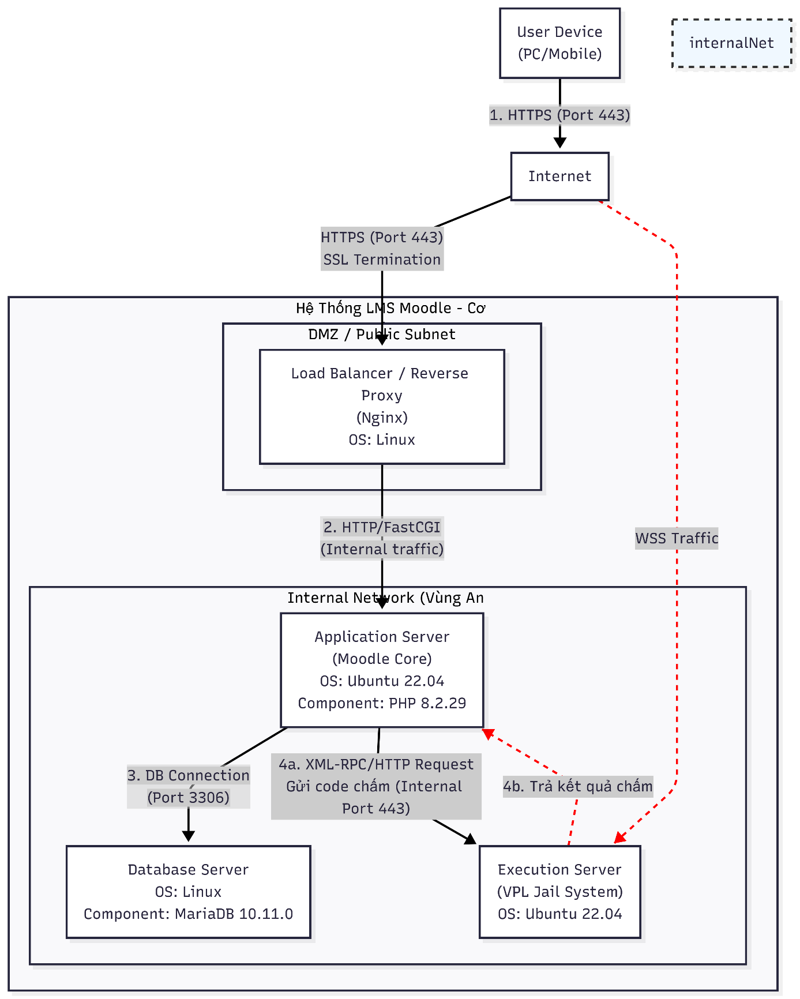 User Device
(PC/Mobile)
internalNet
1. HTTPS (Port 443)
Internet
HTTPS (Port 443)
SSL Termination
Hệ Thống LMS Moodle - Cơ
DMZ / Public Subnet
Load Balancer / Reverse
Proxy
(Nginx)
OS: Linux
2. HTTP/FastCGI
(Internal traffic)
WSS Traffic
Internal Network (Vùng An
Application Server
(Moodle Core)
OS: Ubuntu 22.04
Component: PHP 8.2.29
3. DB Connection
(Port 3306)
4a. XML-RPC/HTTP Request
Gửi code chấm (Internal
Port 443)
4b. Trả kết quả chấm
Database Server
OS: Linux
Component: MariaDB 10.11.0
Execution Server
(VPL Jail System)
OS: Ubuntu 22.04